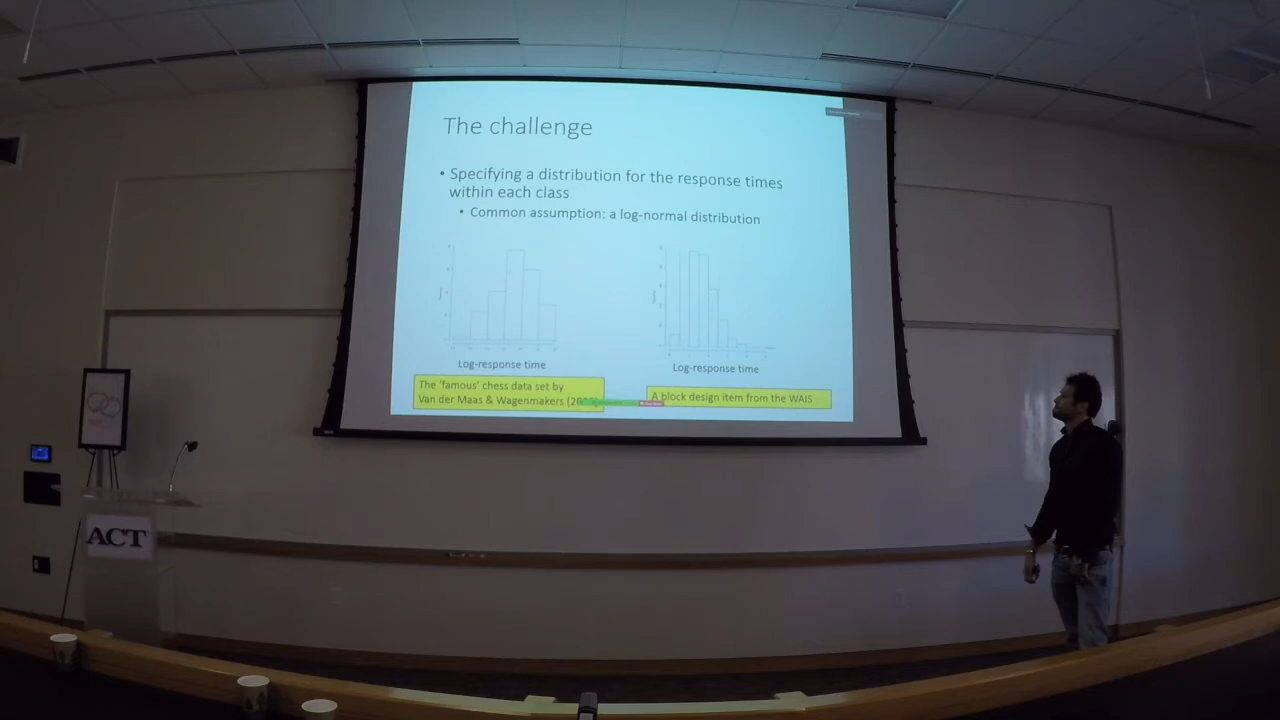 The challenge
• Specifying a distribution for the response times
within each class
• Common assumption: a log-normal distribution
Log-response time
Log-response time
The 'famous' chess data set by
Van der Maas & Wagenmakers
A block design item from the WAIS
ACT